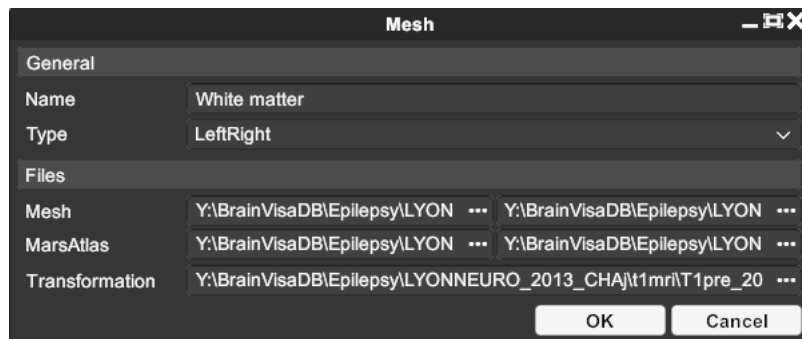 Mesh
General
Name White matter
Type LeftRight
Files
Mesh Y:\BrainVisaDB\Epilepsy\LYON ••• Y:\BrainVisaDB\Epilepsy\LYON •••
MarsAtlas Y:\BrainVisaDB\Epilepsy\LYON ••• Y:\BrainVisaDB\Epilepsy\LYON •••
Transformation Y:\BrainVisaDB\Epilepsy\LYONNEURO_2013_CHAj\t1mri\T1pre_20 •••
OK Cancel